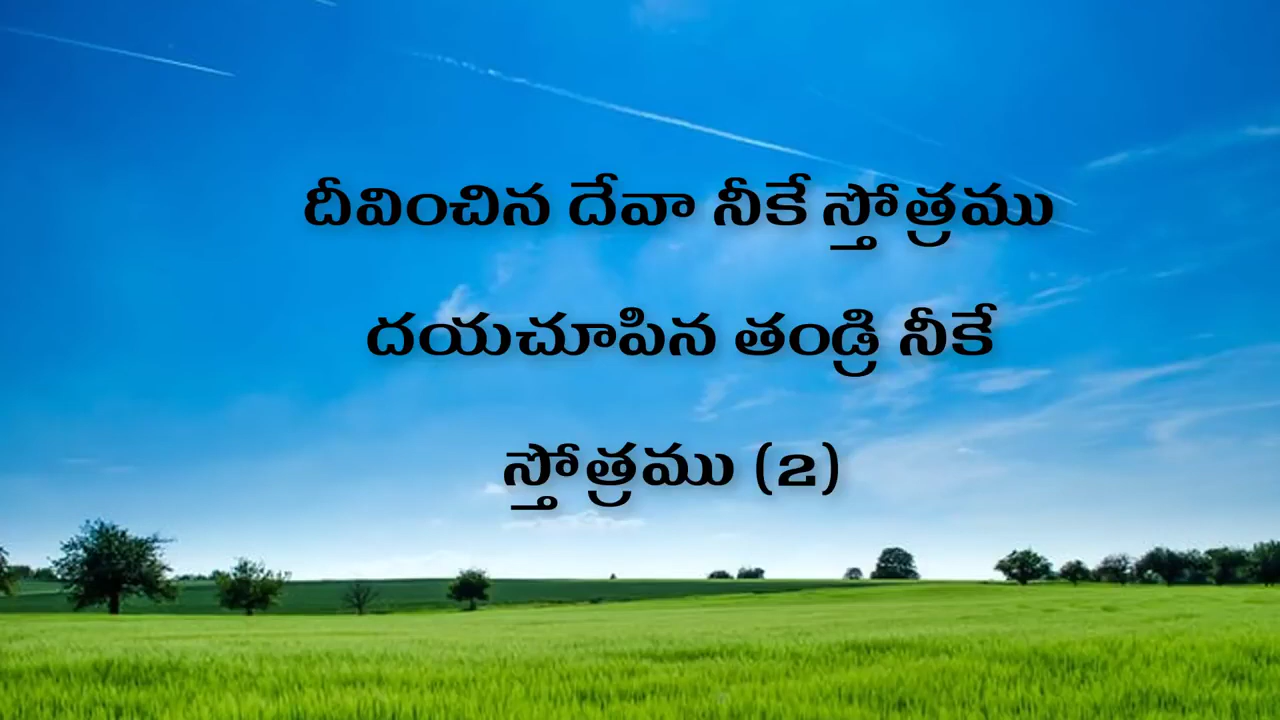 దీవించిన దేవా నీకే స్తోత్రము
దయచూపిన తండ్రి నీకే
స్తోత్రము (2)